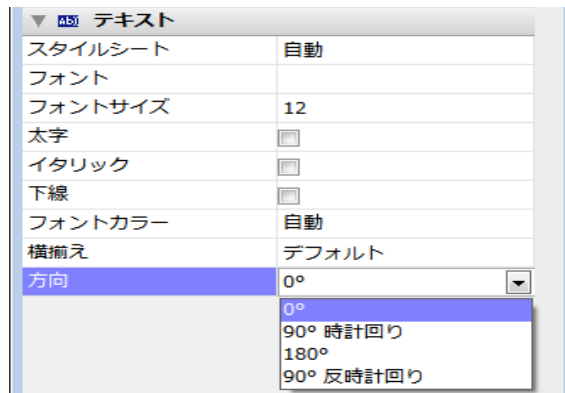 ABI テキスト
スタイルシート 自動
フォント
フォントサイズ 12
太字
イタリック
下線
フォントカラー 自動
横揃え デフォルト
方向 0°
0°
90° 時計回り
180°
90° 反時計回り